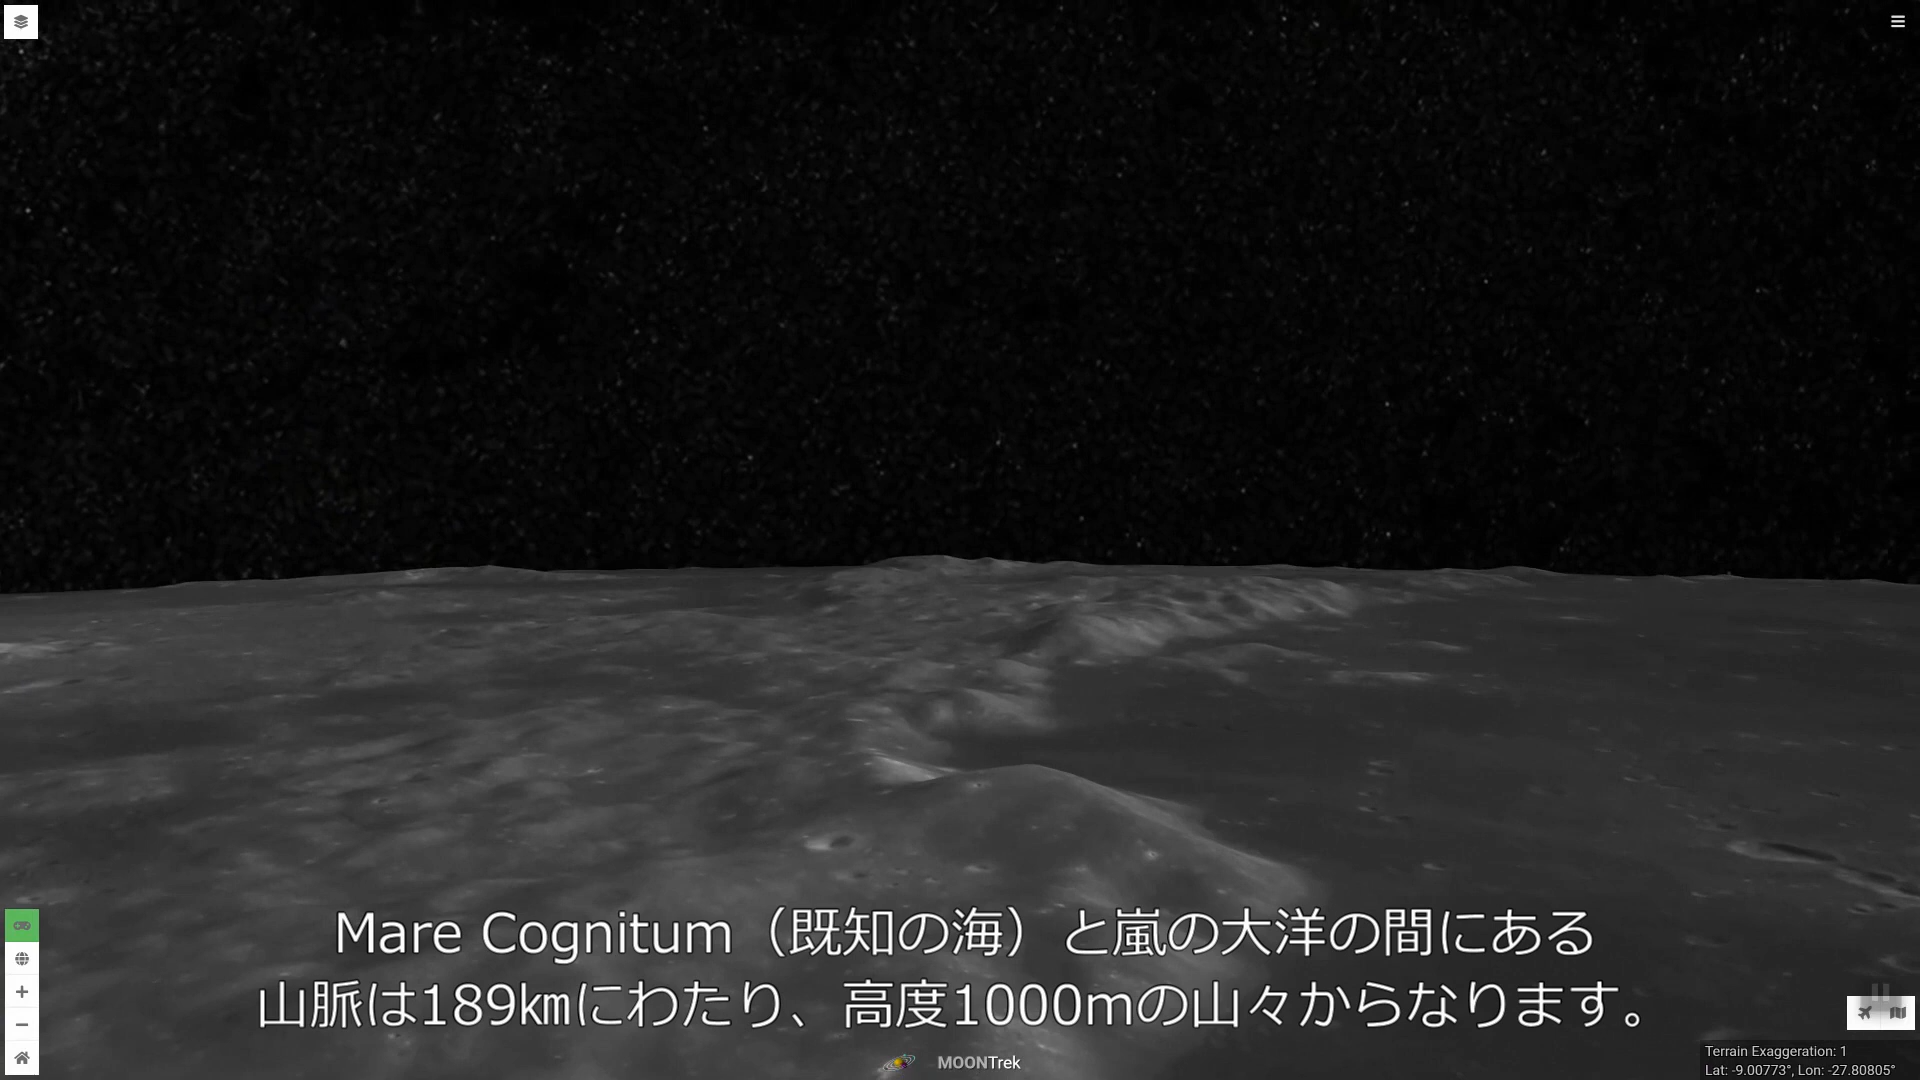 Mare Cognitum（既知の海）と嵐の大洋の間にある
山脈は189㎞にわたり、高度1000mの山々からなります。
MOONTrek
Terrain Exaggeration: 1
Lat: -9.00773°, Lon: -27.80805°